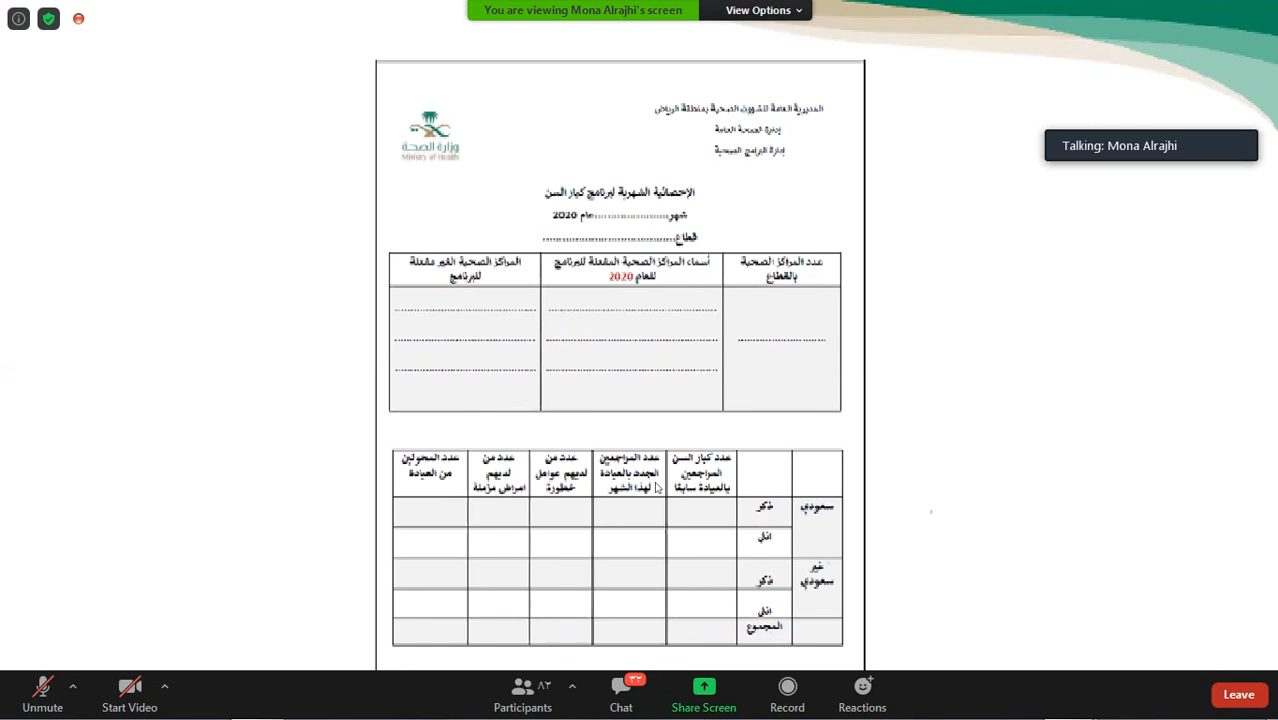 You are viewing Mona Alrajhi's screen
View Options
Talking: Mona Alrajhi
المديرية العامة للشؤون الصحية بمنطقة الرياض
إدارة الصحة العامة
إدارة البرامج الصحية
وزارة الصحة
Ministry of Health
الإحصائية الشهرية لبرنامج كبار السن
شهر.......................عام 2020
قطاع..........................................
عدد المراكز الصحية
بالقطاع
أسماء المراكز الصحية المفعلة للبرنامج
للعام 2020
المراكز الصحية الغير مفعلة
للبرنامج
عدد كبار السن
المراجعين
بالعيادة سابقا
عدد المراجعين
الجدد بالعيادة
لهذا الشهر
عدد من
لديهم عوامل
خطورة
عدد من
لديهم
امراض مزمنة
عدد المحولين
من العيادة
سعودي
ذكر
انثى
غير
سعودي
ذكر
انثى
المجموع
Unmute
Start Video
٨٢
Participants
٣٢
Chat
Share Screen
Record
Reactions
Leave